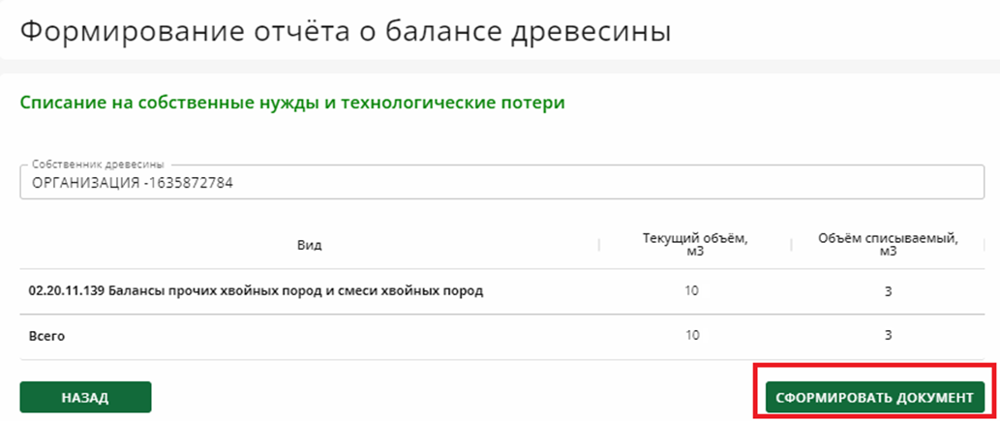 Формирование отчёта о балансе древесины
Списание на собственные нужды и технологические потери
Собственник древесины
ОРГАНИЗАЦИЯ -1635872784
Вид
Текущий объём,
м3
Объём списываемый,
м3
02.20.11.139 Балансы прочих хвойных пород и смеси хвойных пород
10
3
Всего
10
3
НАЗАД
СФОРМИРОВАТЬ ДОКУМЕНТ